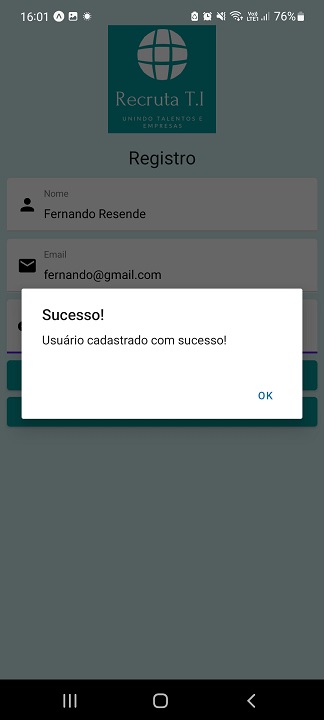 16:01
76%
Recruta T.I
UNINDO TALENTOS E
EMPRESAS
Registro
Nome
Fernando Resende
Email
fernando@gmail.com
Sucesso!
Usuário cadastrado com sucesso!
OK